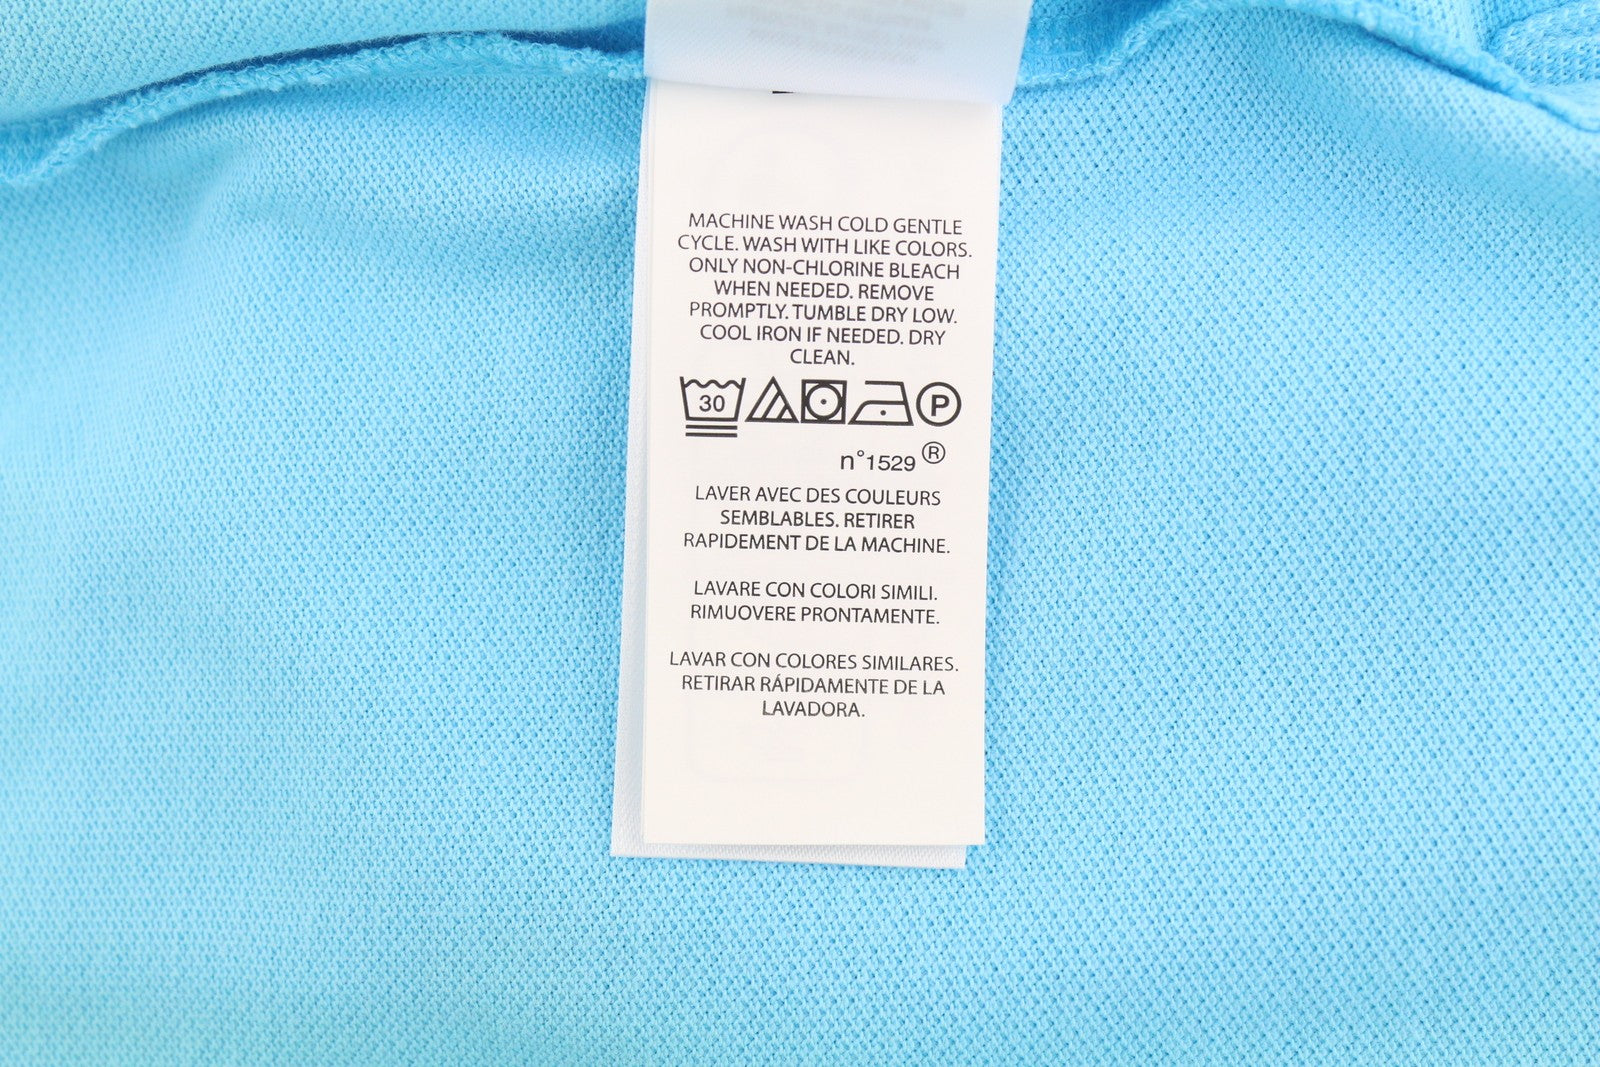 MACHINE WASH COLD GENTLE
CYCLE. WASH WITH LIKE COLORS.
ONLY NON-CHLORINE BLEACH
WHEN NEEDED. REMOVE
PROMPTLY. TUMBLE DRY LOW.
COOL IRON IF NEEDED. DRY
CLEAN.
30 P
n°1529 ®
LAVER AVEC DES COULEURS
SEMBLABLES. RETIRER
RAPIDEMENT DE LA MACHINE.
LAVARE CON COLORI SIMILI.
RIMUOVERE PRONTAMENTE.
LAVAR CON COLORES SIMILARES.
RETIRAR RÁPIDAMENTE DE LA
LAVADORA.